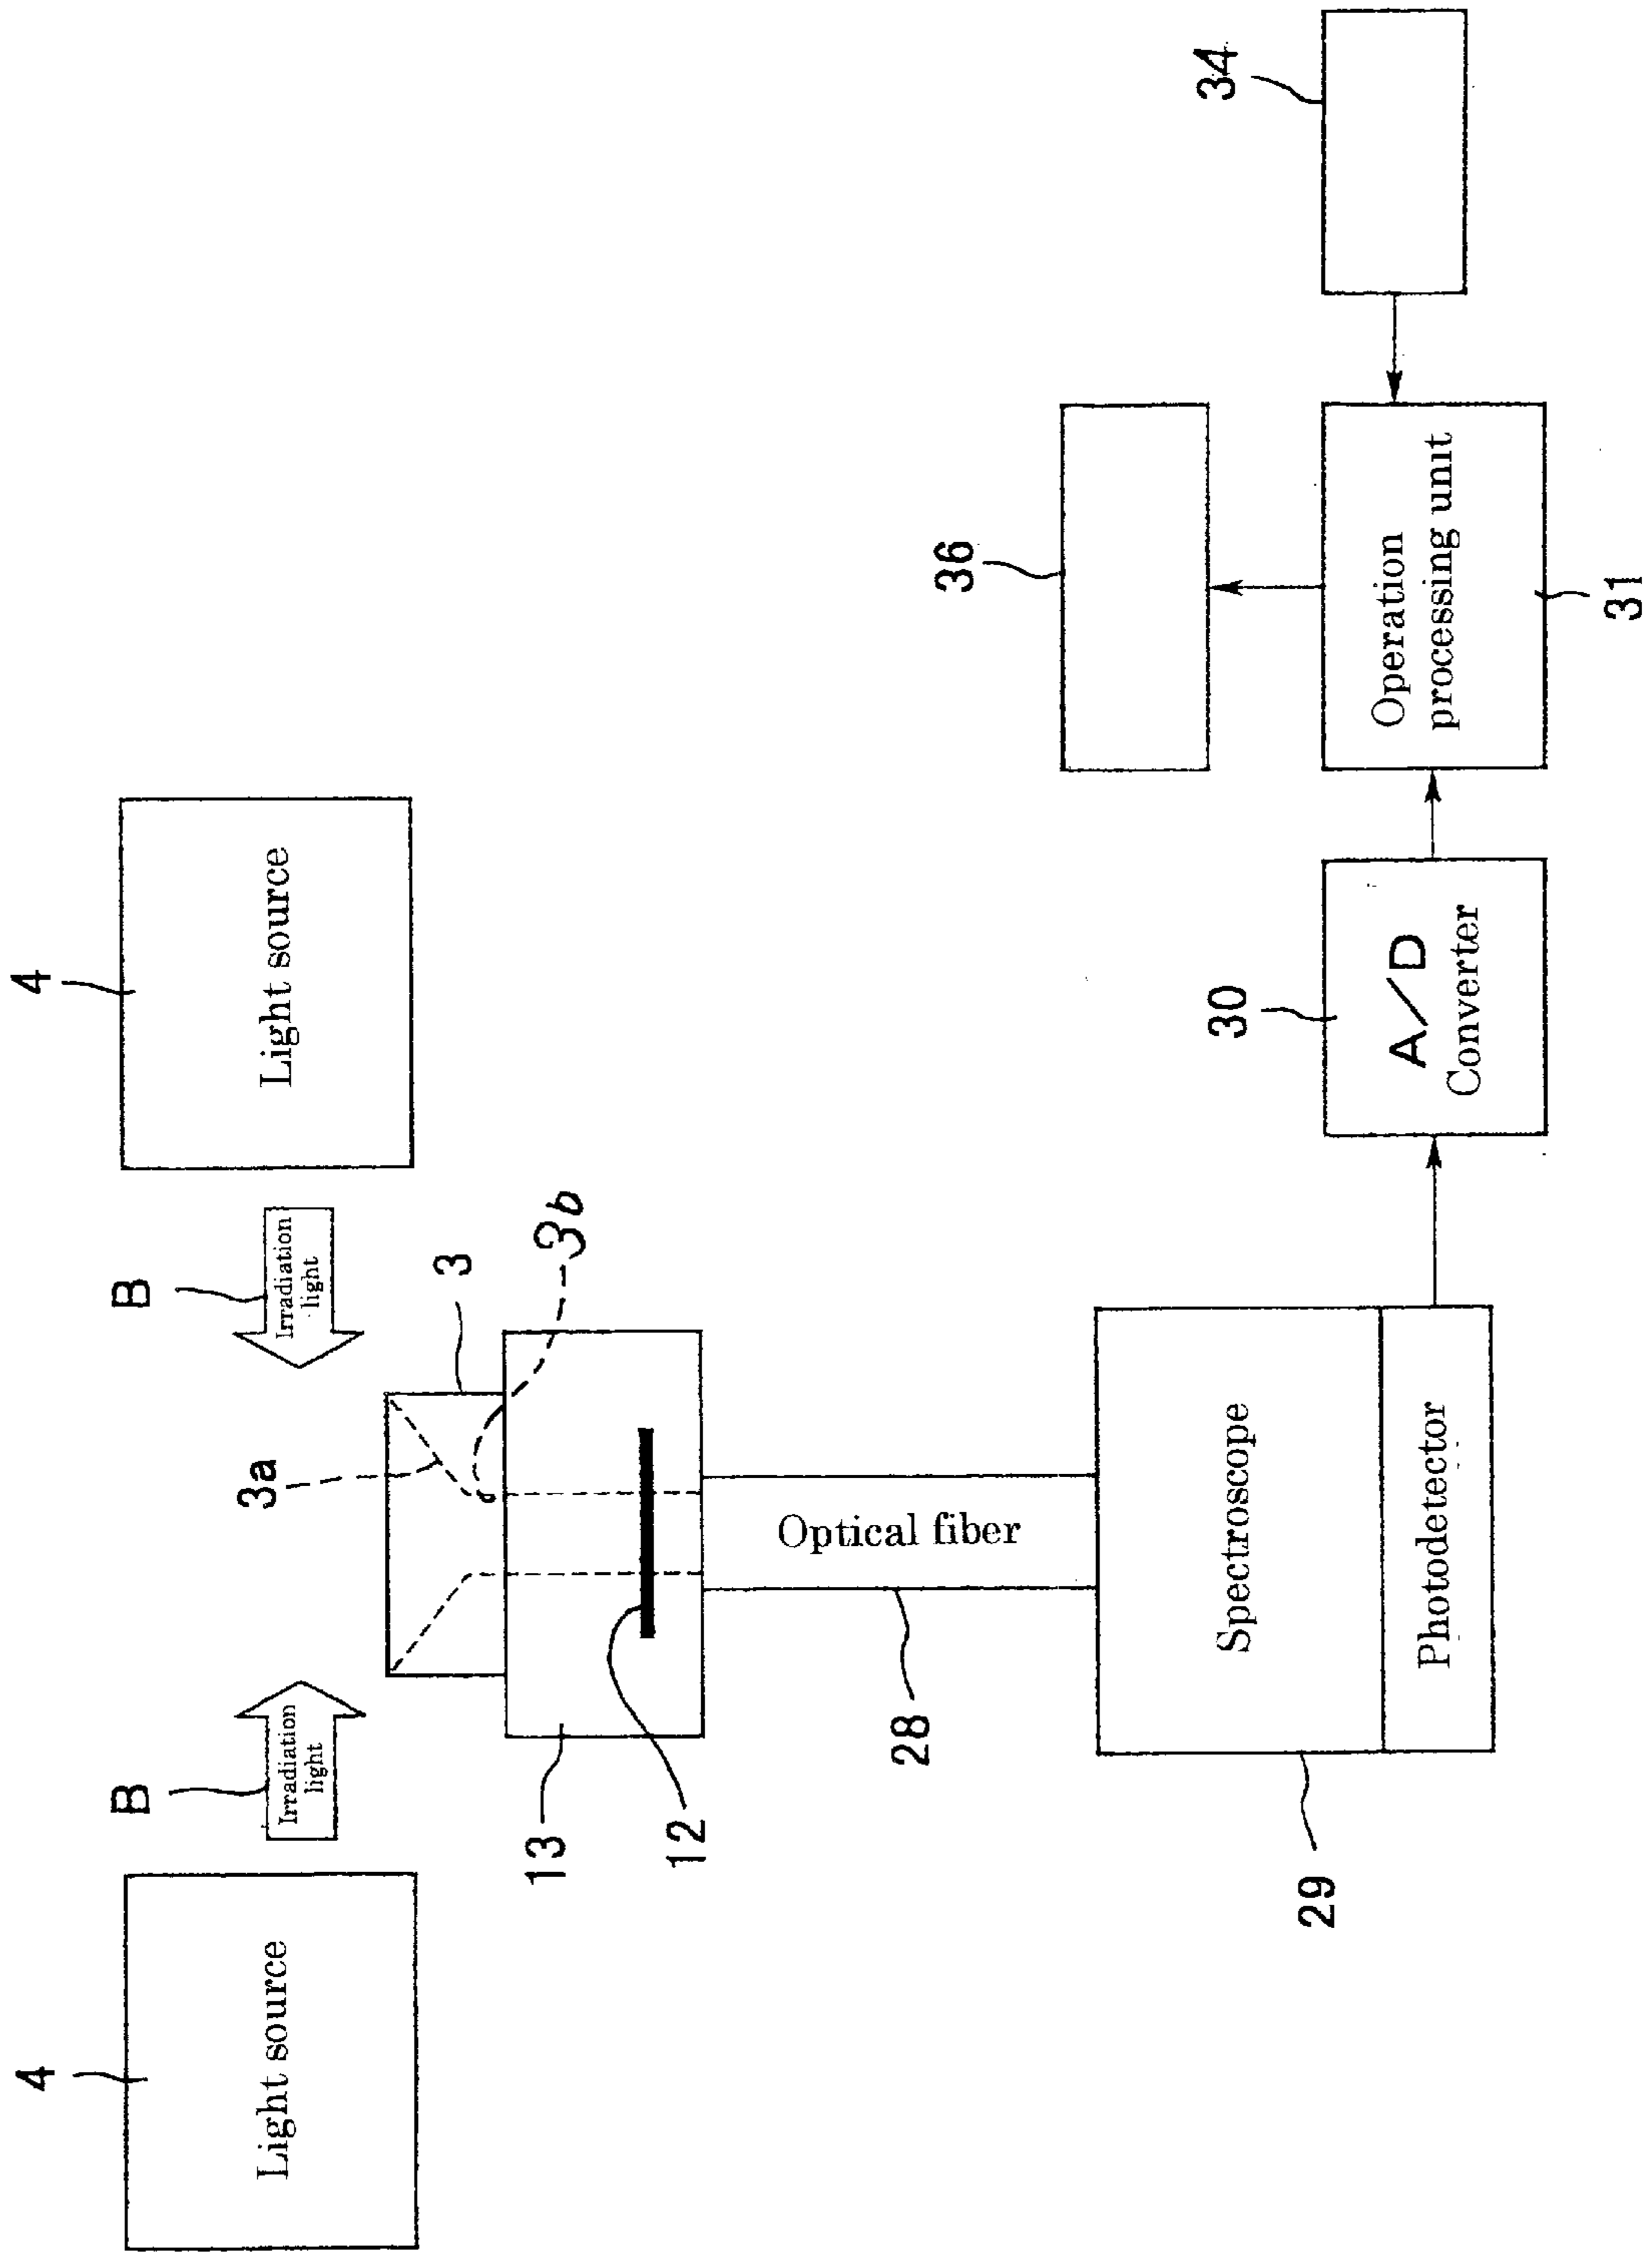 4
Light source
B
Irradiation
light
B
Irradiation
light
4
Light source
3a
3
3b
13
12
28
Optical fiber
29
Spectroscope
Photodetector
30
A/D
Converter
36
Operation
processing unit
31
34